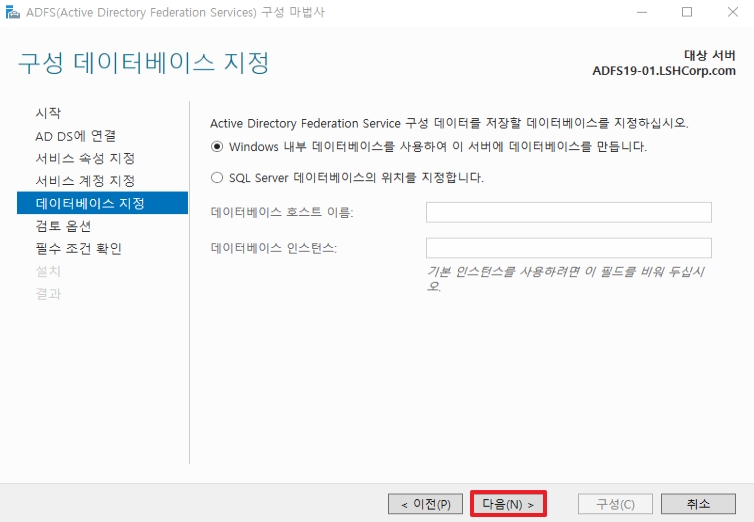 ADFS(Active Directory Federation Services) 구성 마법사
구성 데이터베이스 지정
대상 서버
ADFS19-01.LSHCorp.com
시작
AD DS에 연결
서비스 속성 지정
서비스 계정 지정
데이터베이스 지정
검토 옵션
필수 조건 확인
설치
결과
Active Directory Federation Service 구성 데이터를 저장할 데이터베이스를 지정하십시오.
Windows 내부 데이터베이스를 사용하여 이 서버에 데이터베이스를 만듭니다.
SQL Server 데이터베이스의 위치를 지정합니다.
데이터베이스 호스트 이름:
데이터베이스 인스턴스:
기본 인스턴스를 사용하려면 이 필드를 비워 두십시
오.
< 이전(P)
다음(N) >
구성(C)
취소